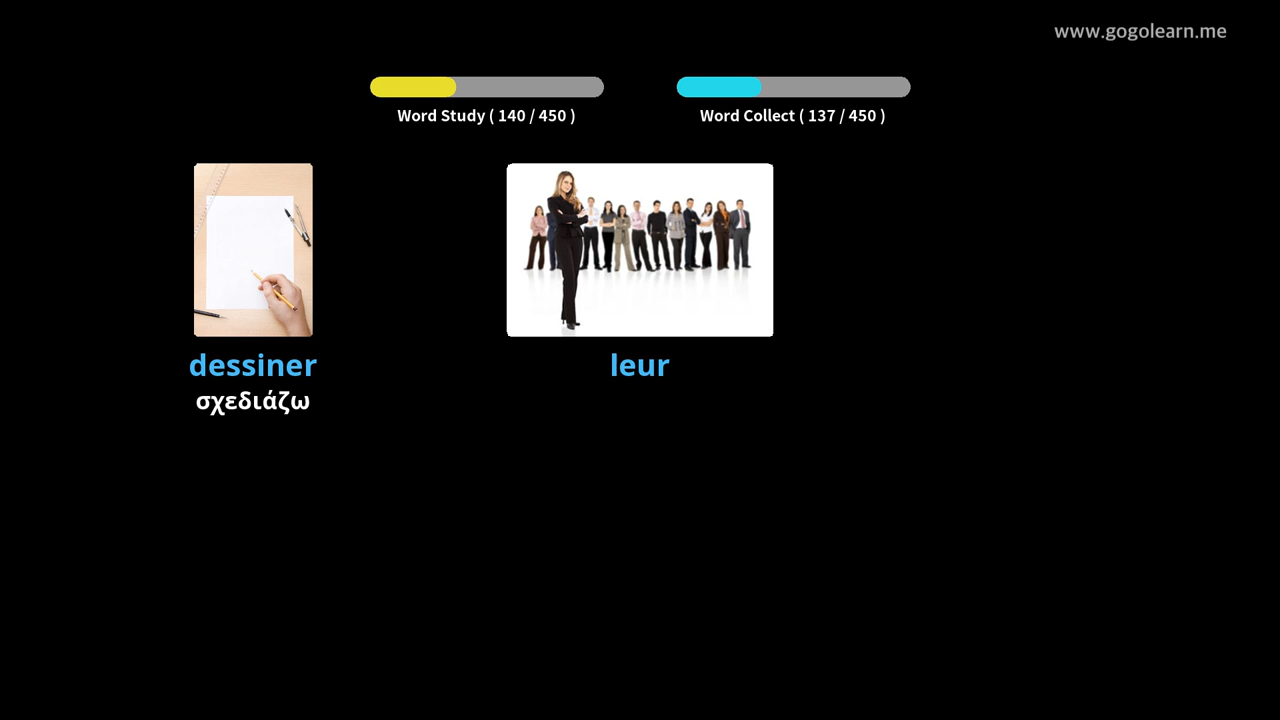 www.gogolearn.me
Word Study ( 140 / 450 )
Word Collect ( 137 / 450 )
dessiner
σχεδιάζω
leur